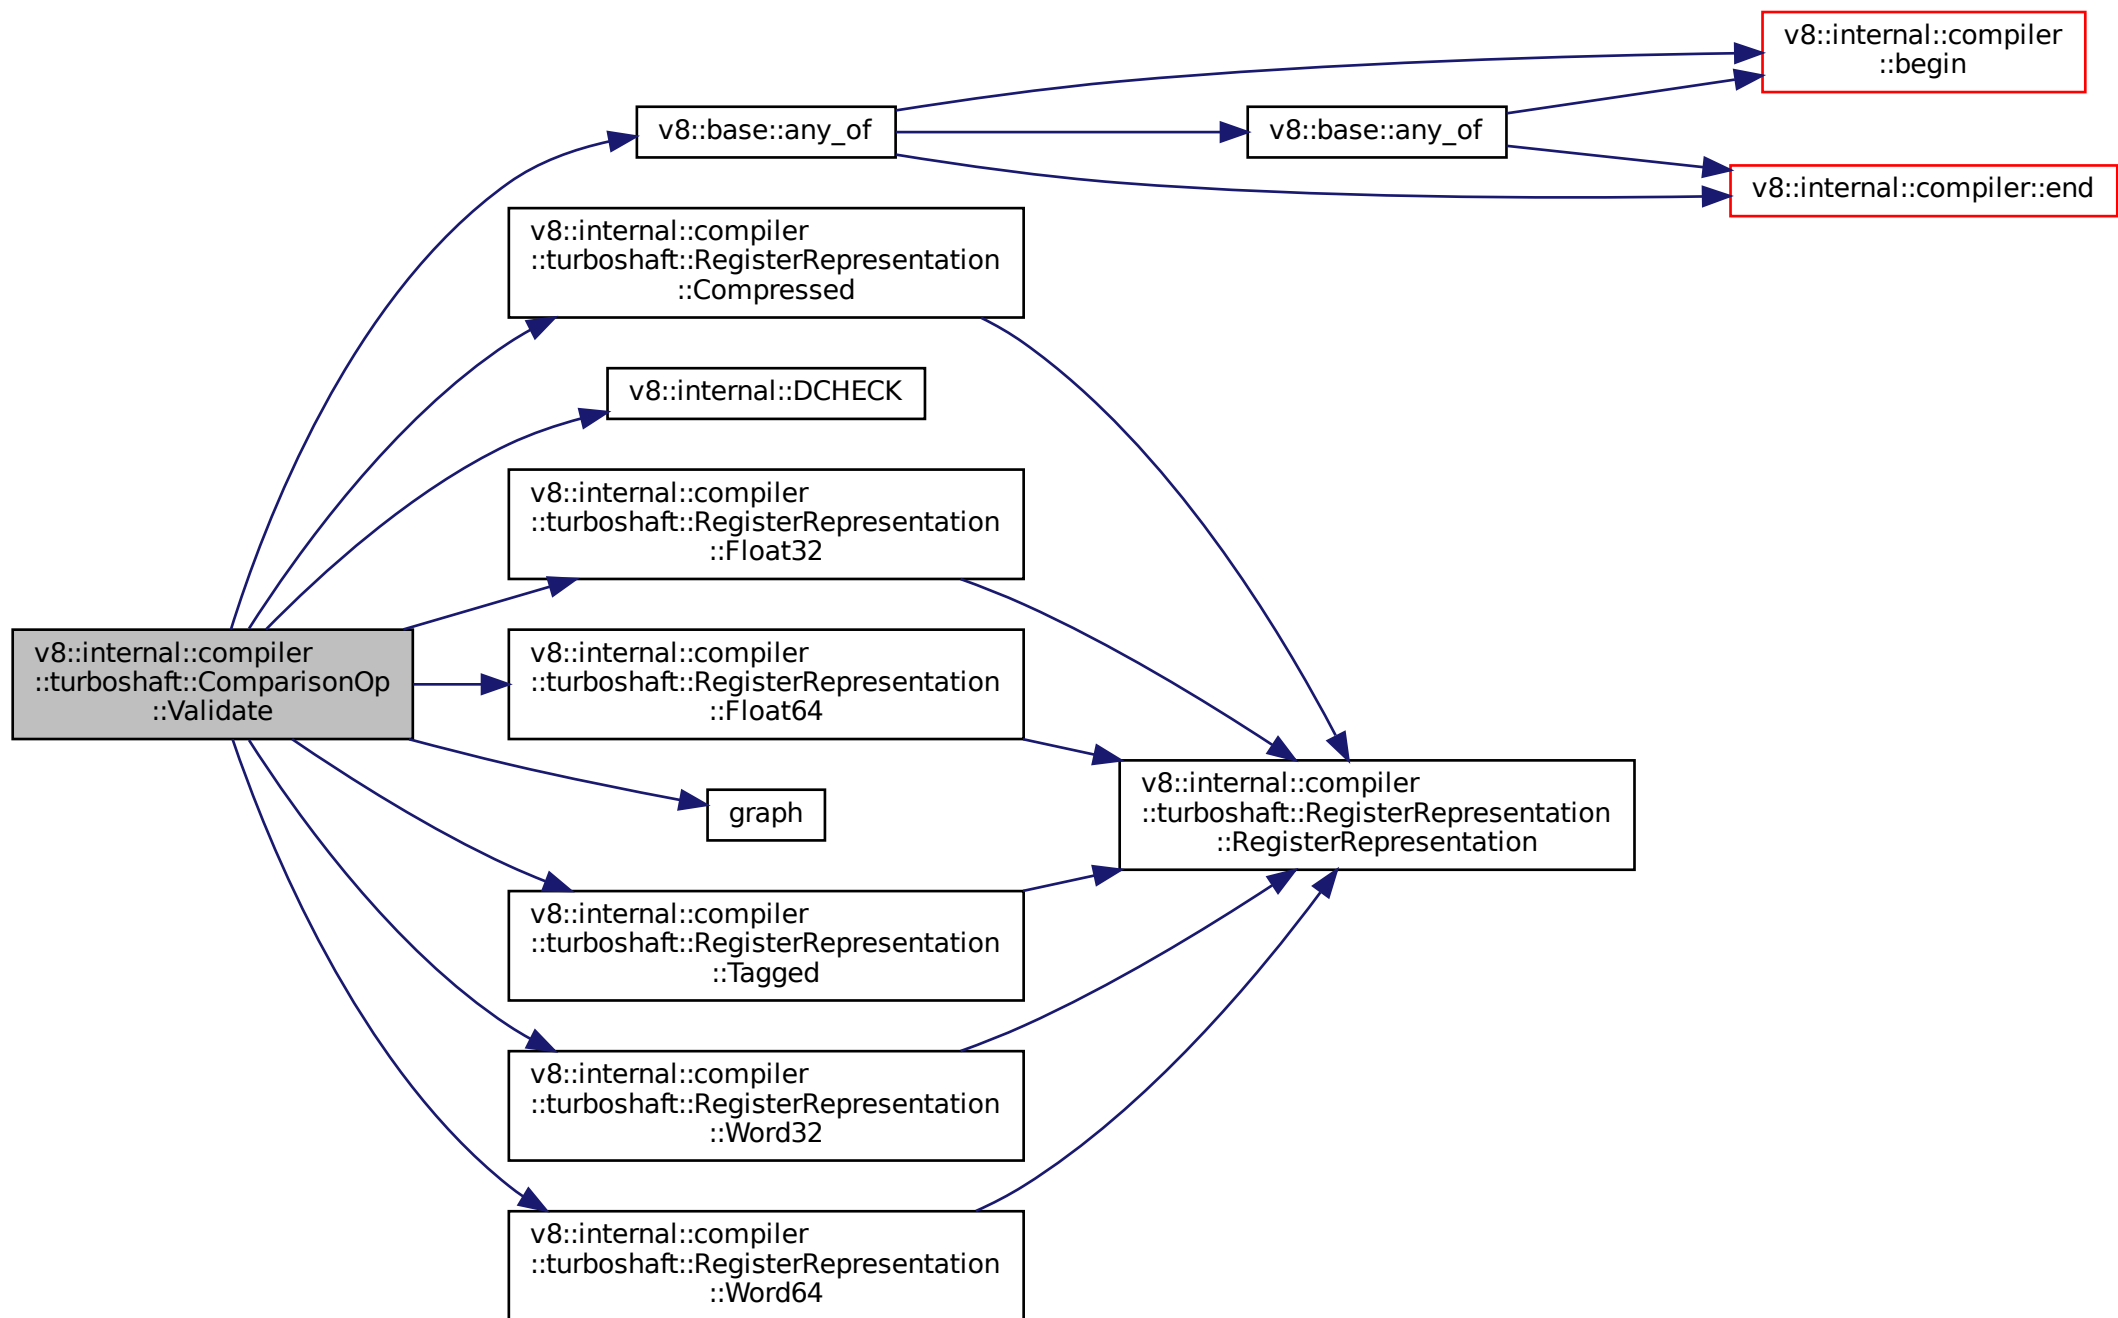 v8::internal::compiler
::begin
v8::base::any_of
v8::base::any_of
v8::internal::compiler::end
v8::internal::compiler
::turboshaft::RegisterRepresentation
::Compressed
v8::internal::DCHECK
v8::internal::compiler
::turboshaft::RegisterRepresentation
::Float32
v8::internal::compiler
::turboshaft::ComparisonOp
::Validate
v8::internal::compiler
::turboshaft::RegisterRepresentation
::Float64
v8::internal::compiler
::turboshaft::RegisterRepresentation
::RegisterRepresentation
graph
v8::internal::compiler
::turboshaft::RegisterRepresentation
::Tagged
v8::internal::compiler
::turboshaft::RegisterRepresentation
::Word32
v8::internal::compiler
::turboshaft::RegisterRepresentation
::Word64